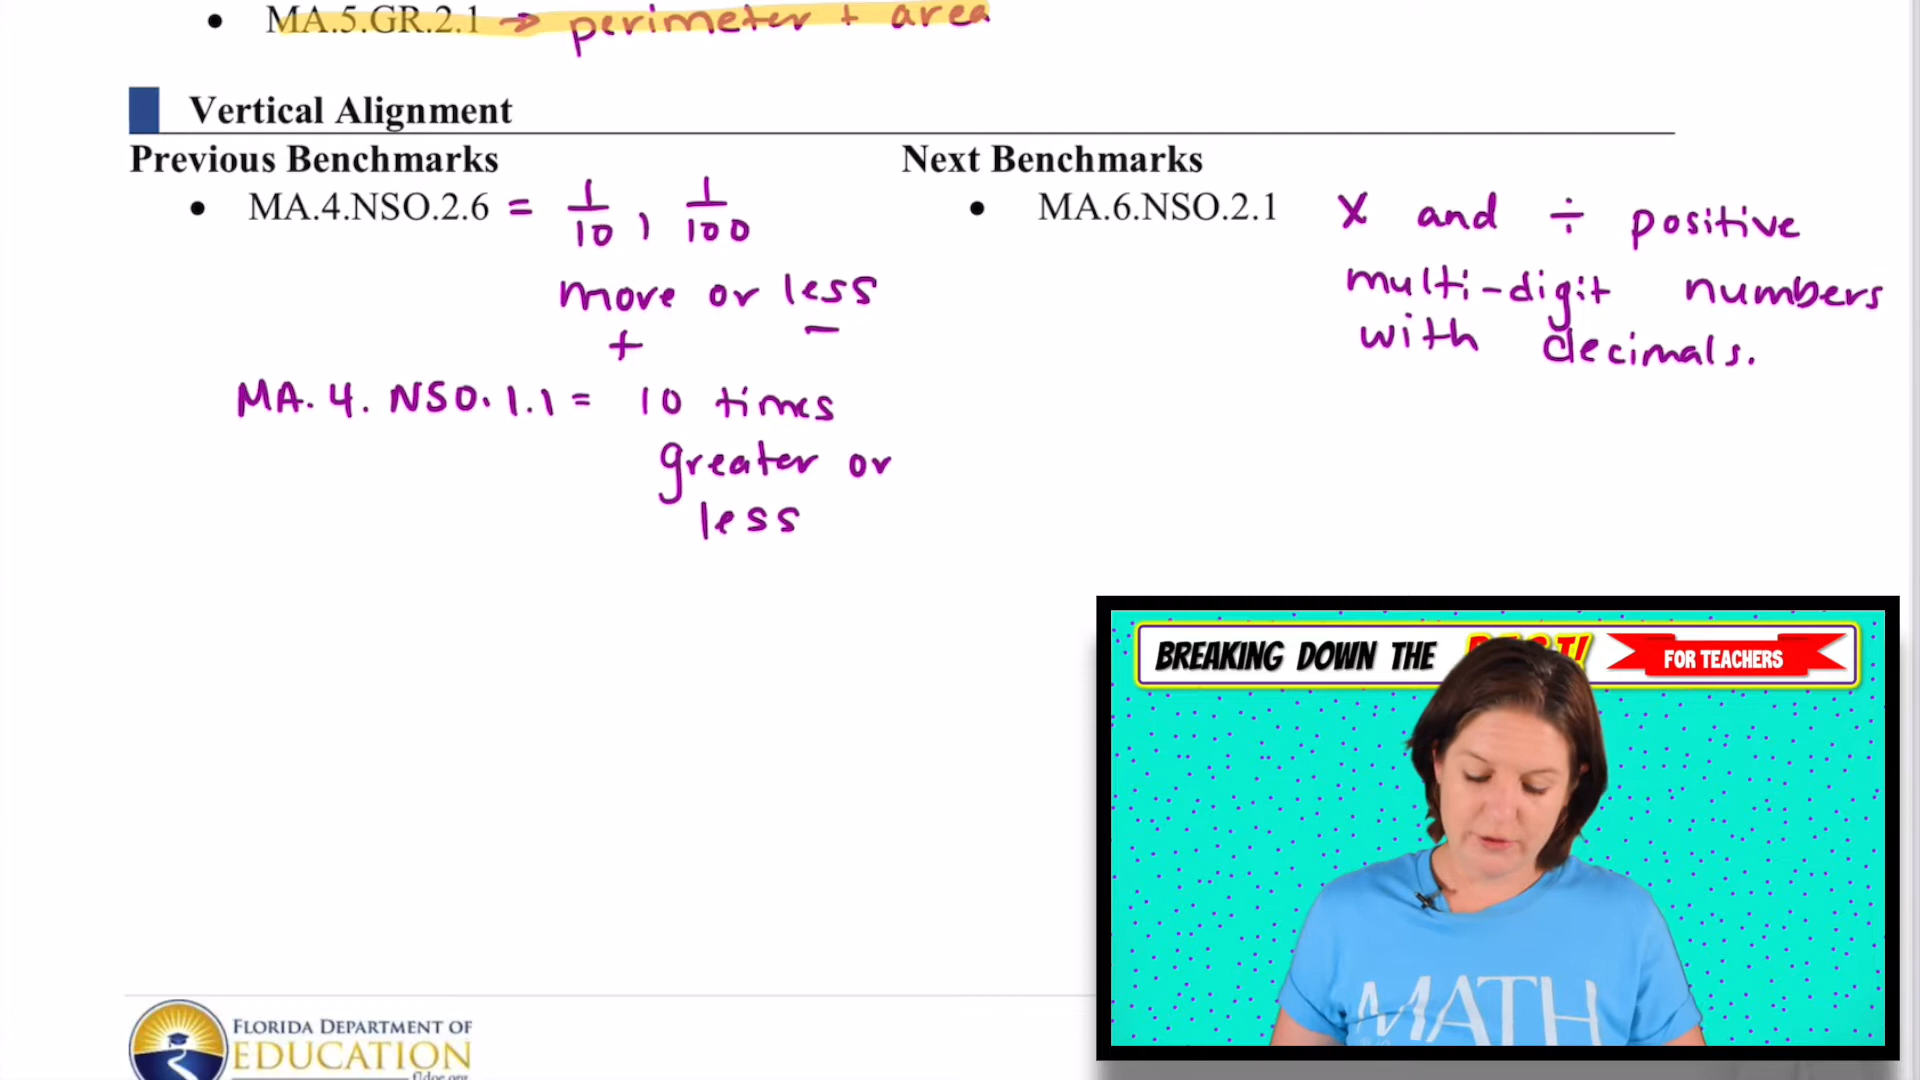 • MA.5.GR.2.1 → perimeter + area
Vertical Alignment
Previous Benchmarks
• MA.4.NSO.2.6 = 1/10, 1/100
more or less
+ −
MA.4.NSO.1.1 = 10 times
greater or
less
Next Benchmarks
• MA.6.NSO.2.1 x and ÷ positive
multi-digit numbers
with decimals.
BREAKING DOWN THE
FOR TEACHERS
MATH
FLORIDA DEPARTMENT OF
EDUCATION
fldoe.org